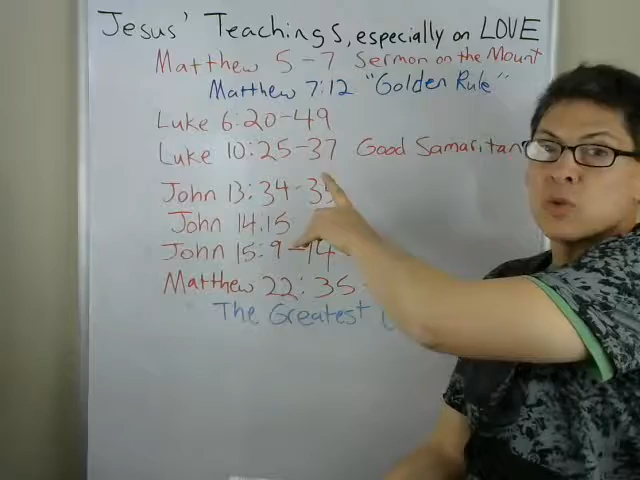 Jesus' Teachings, especially on LOVE
Matthew 5-7 Sermon on the Mount
Matthew 7:12 "Golden Rule"
Luke 6:20-49
Luke 10:25-37 Good Samaritan
John 13:34-35
John 14:15
John 15:9-14
Matthew 22:35
The Greatest